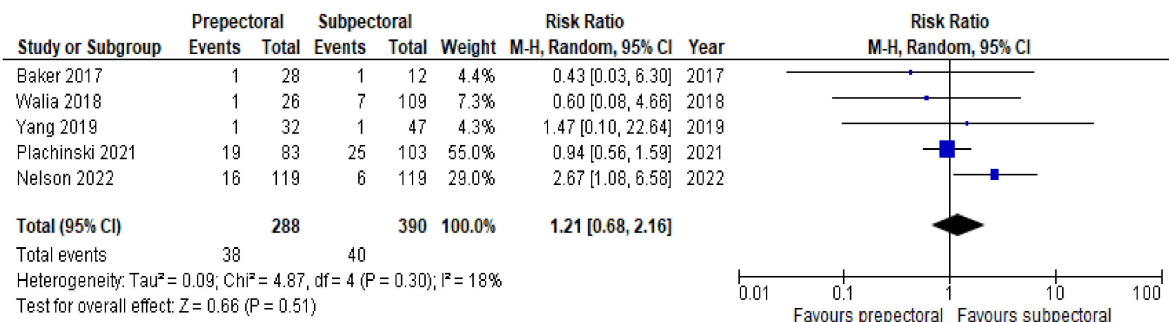 Prepectoral Subpectoral Risk Ratio Risk Ratio
Study or Subgroup Events Total Events Total Weight M-H, Random, 95% CI Year M-H, Random, 95% CI
Baker 2017 1 28 1 12 4.4% 0.43 [0.03, 6.30] 2017
Walia 2018 1 26 7 109 7.3% 0.60 [0.08, 4.66] 2018
Yang 2019 1 32 1 47 4.3% 1.47 [0.10, 22.64] 2019
Plachinski 2021 19 83 25 103 55.0% 0.94 [0.56, 1.59] 2021
Nelson 2022 16 119 6 119 29.0% 2.67 [1.08, 6.58] 2022
Total (95% CI) 288 390 100.0% 1.21 [0.68, 2.16]
Total events 38 40
Heterogeneity: Tau² = 0.09; Chi² = 4.87, df = 4 (P = 0.30); I² = 18%
Test for overall effect: Z = 0.66 (P = 0.51)
0.01 0.1 1 10 100
Favours prepectoral Favours subpectoral